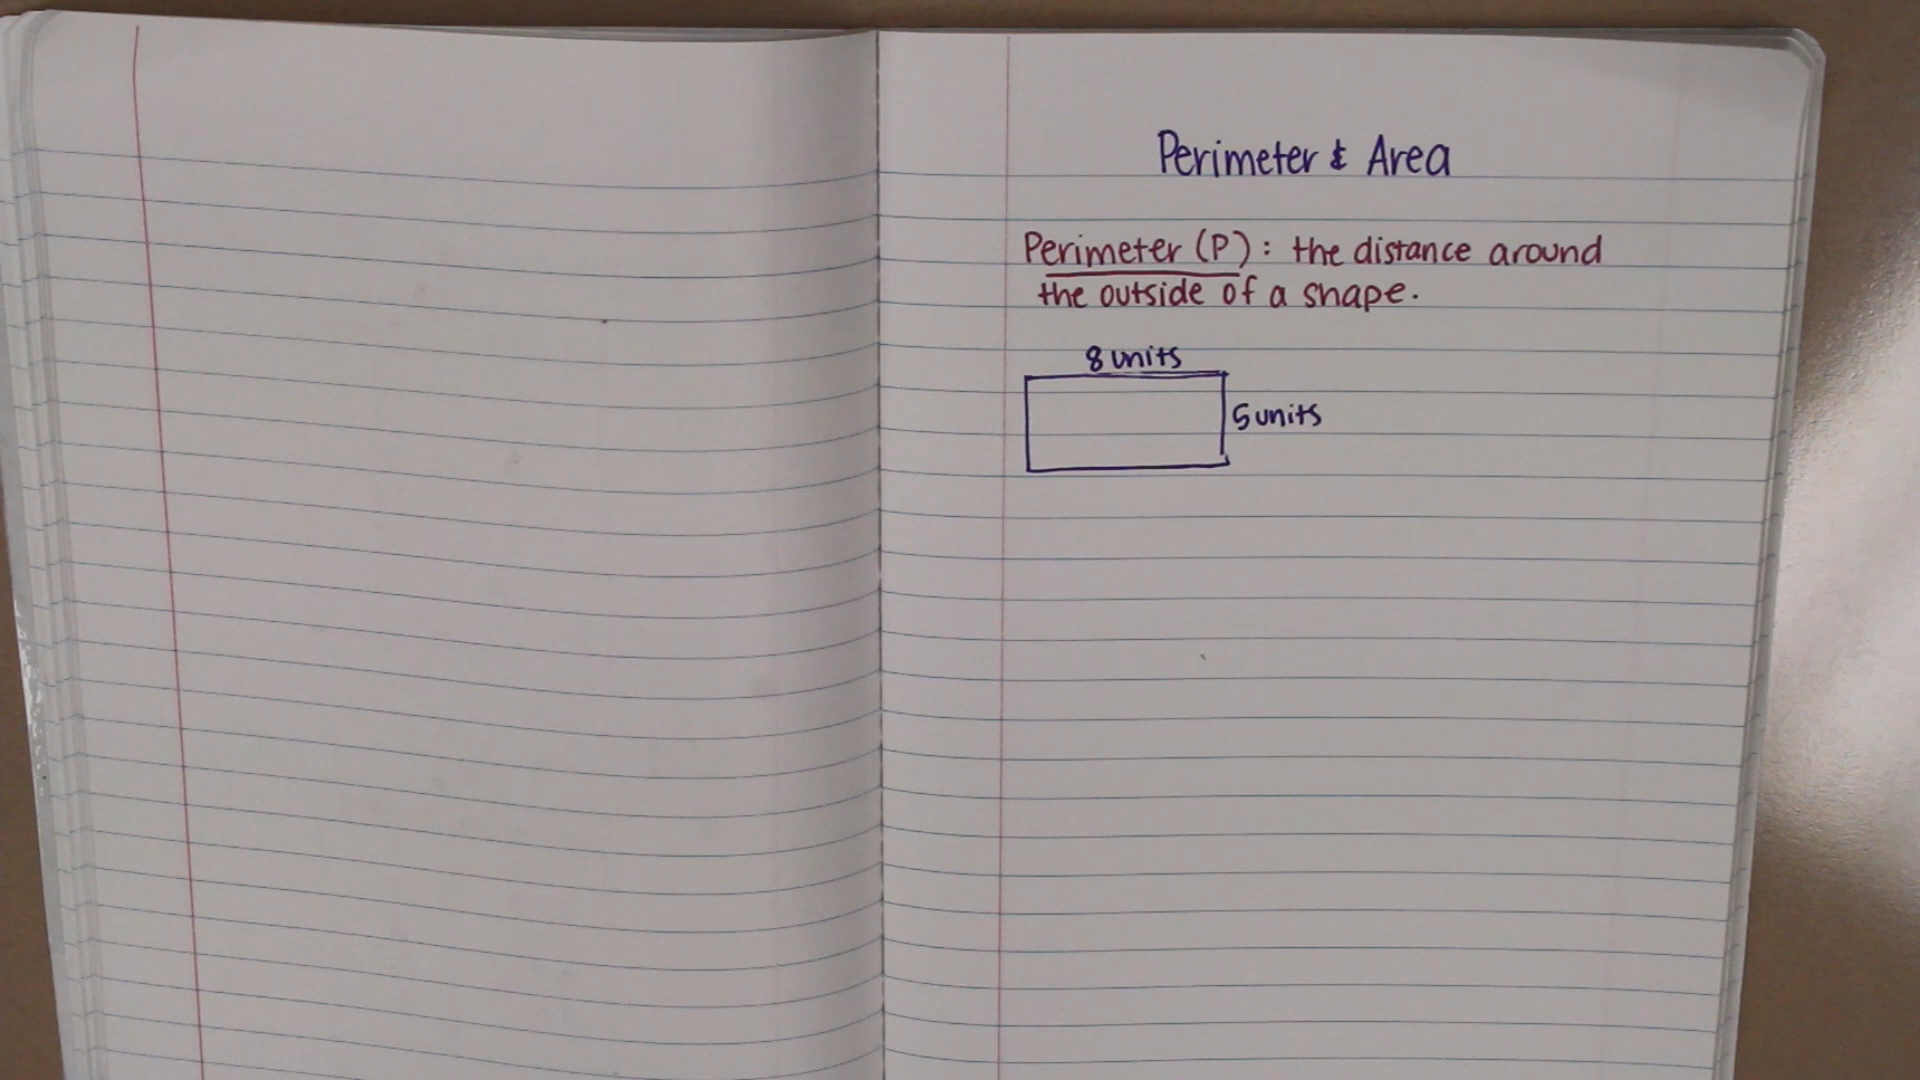 Perimeter & Area
Perimeter (P): the distance around
the outside of a shape.
8 units
5 units